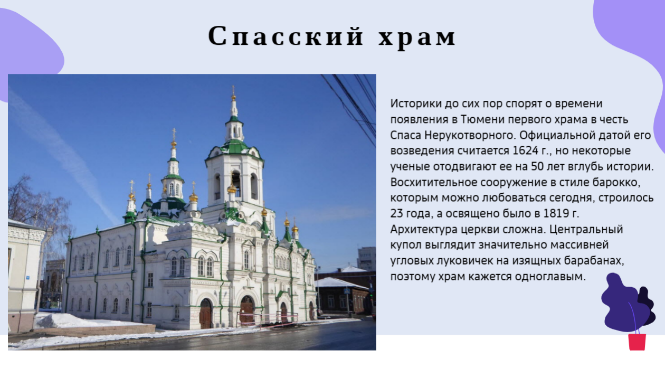 Спасский храм
Историки до сих пор спорят о времени
появления в Тюмени первого храма в честь
Спаса Нерукотворного. Официальной датой его
возведения считается 1624 г., но некоторые
ученые отодвигают ее на 50 лет вглубь истории.
Восхитительное сооружение в стиле барокко,
которым можно любоваться сегодня, строилось
23 года, а освящено было в 1819 г.
Архитектура церкви сложна. Центральный
купол выглядит значительно массивней
угловых луковичек на изящных барабанах,
поэтому храм кажется одноглавым.